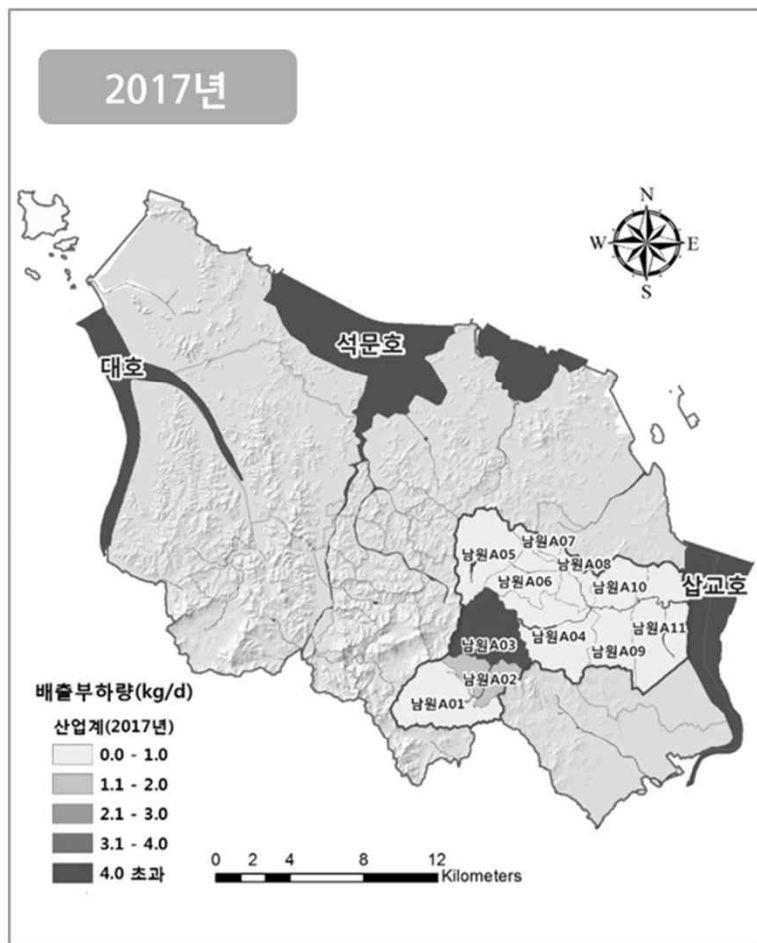 2017년
N
W E
S
석문호
대호
남원A07
남원A05
남원A08
삽교호
남원A06
남원A10
남원A11
남원A04
남원A03
남원A09
남원A02
남원A01
배출부하량(kg/d)
산업계(2017년)
0.0 - 1.0
1.1 - 2.0
2.1 - 3.0
3.1 - 4.0
4.0 초과
0 2 4 8 12
Kilometers